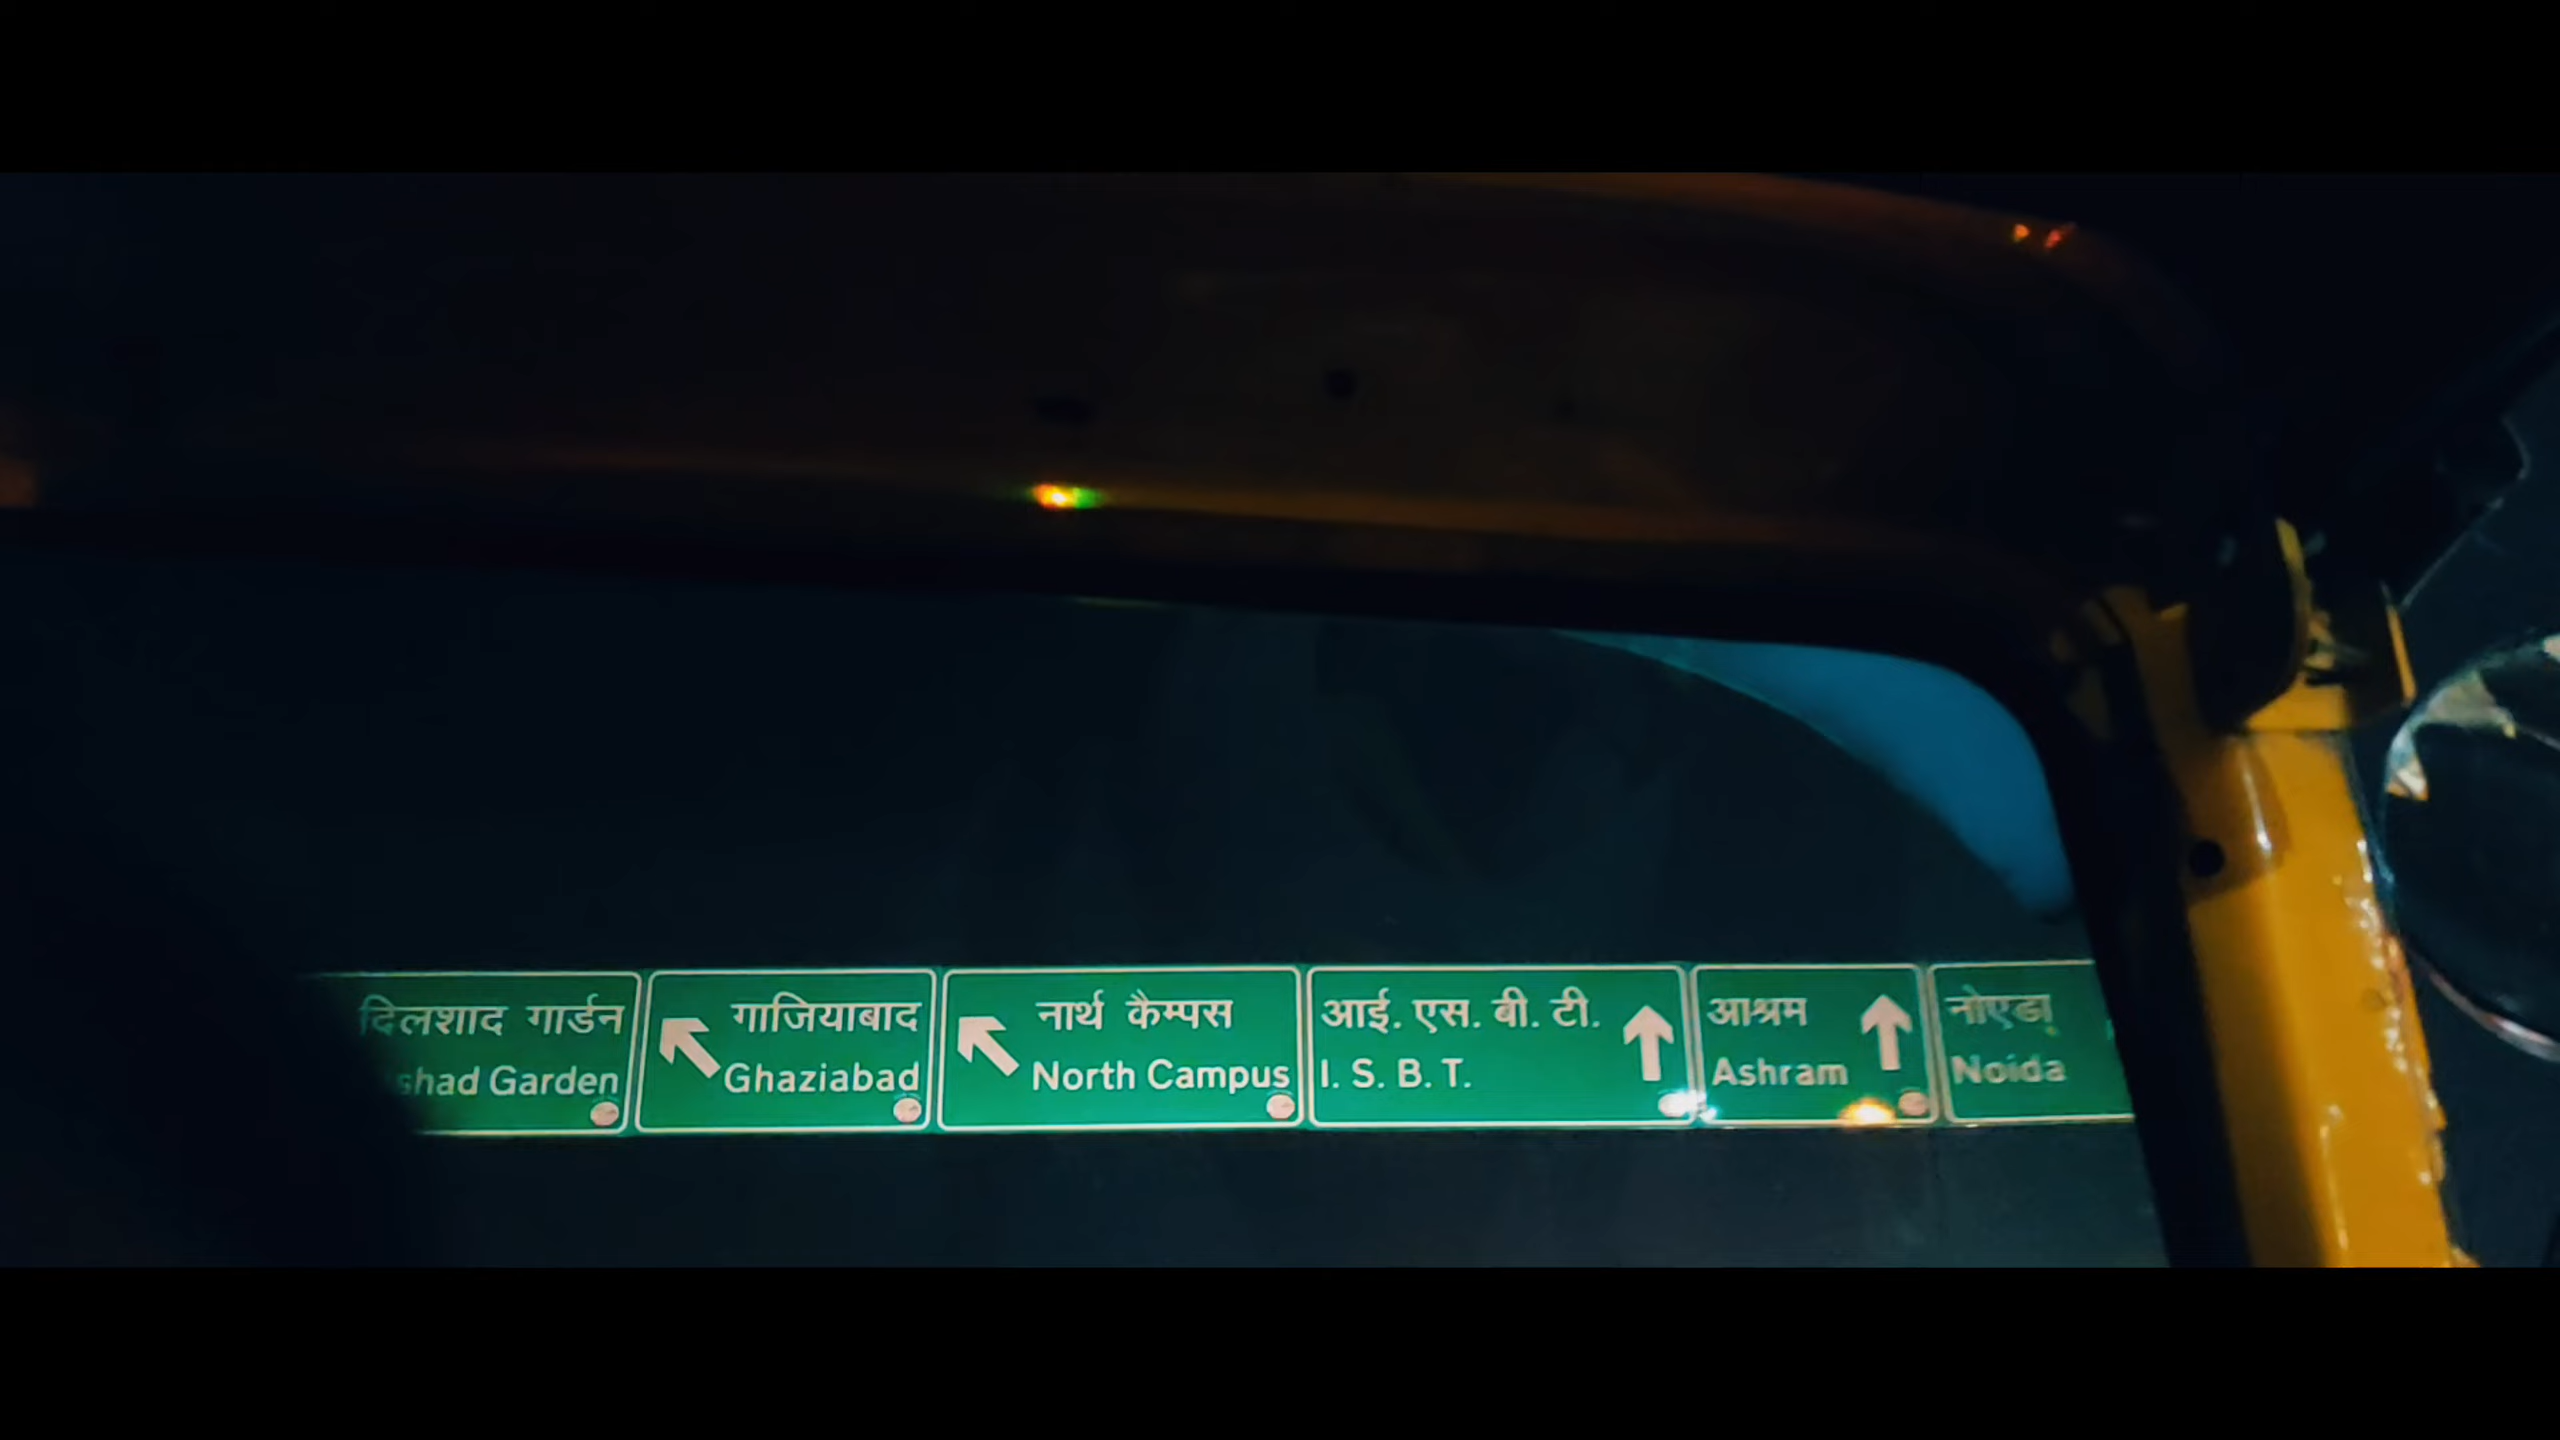 दिलशाद गार्डन
shad Garden
गाजियाबाद
Ghaziabad
नार्थ कैम्पस
North Campus
आई. एस. बी. टी.
I. S. B. T.
आश्रम
Ashram
नोएडा
Noida